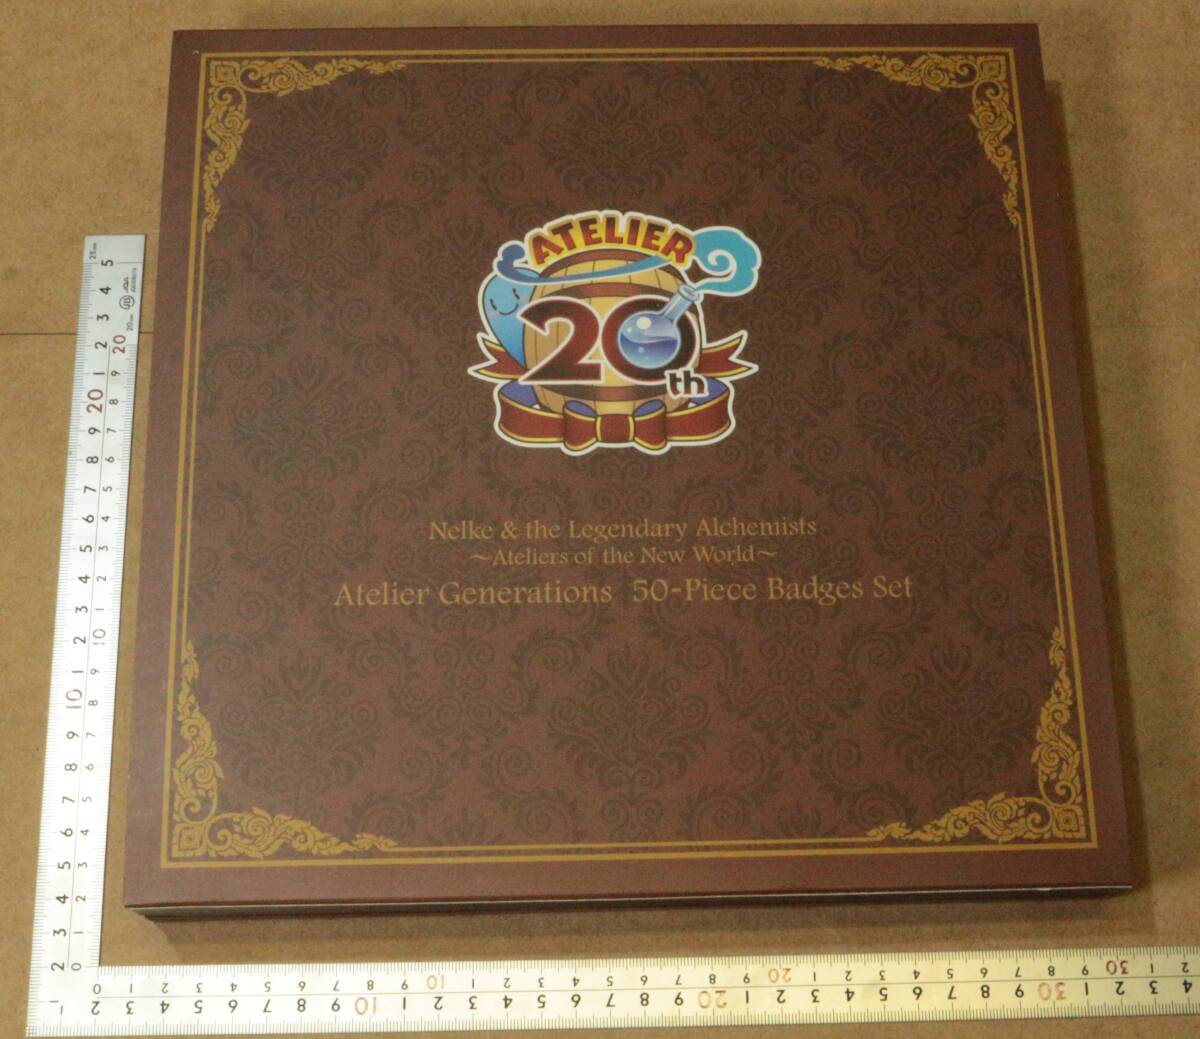 ATELIER
20th
Nelke & the Legendary Alchemists
~Ateliers of the New World~
Atelier Generations 50-Piece Badges Set